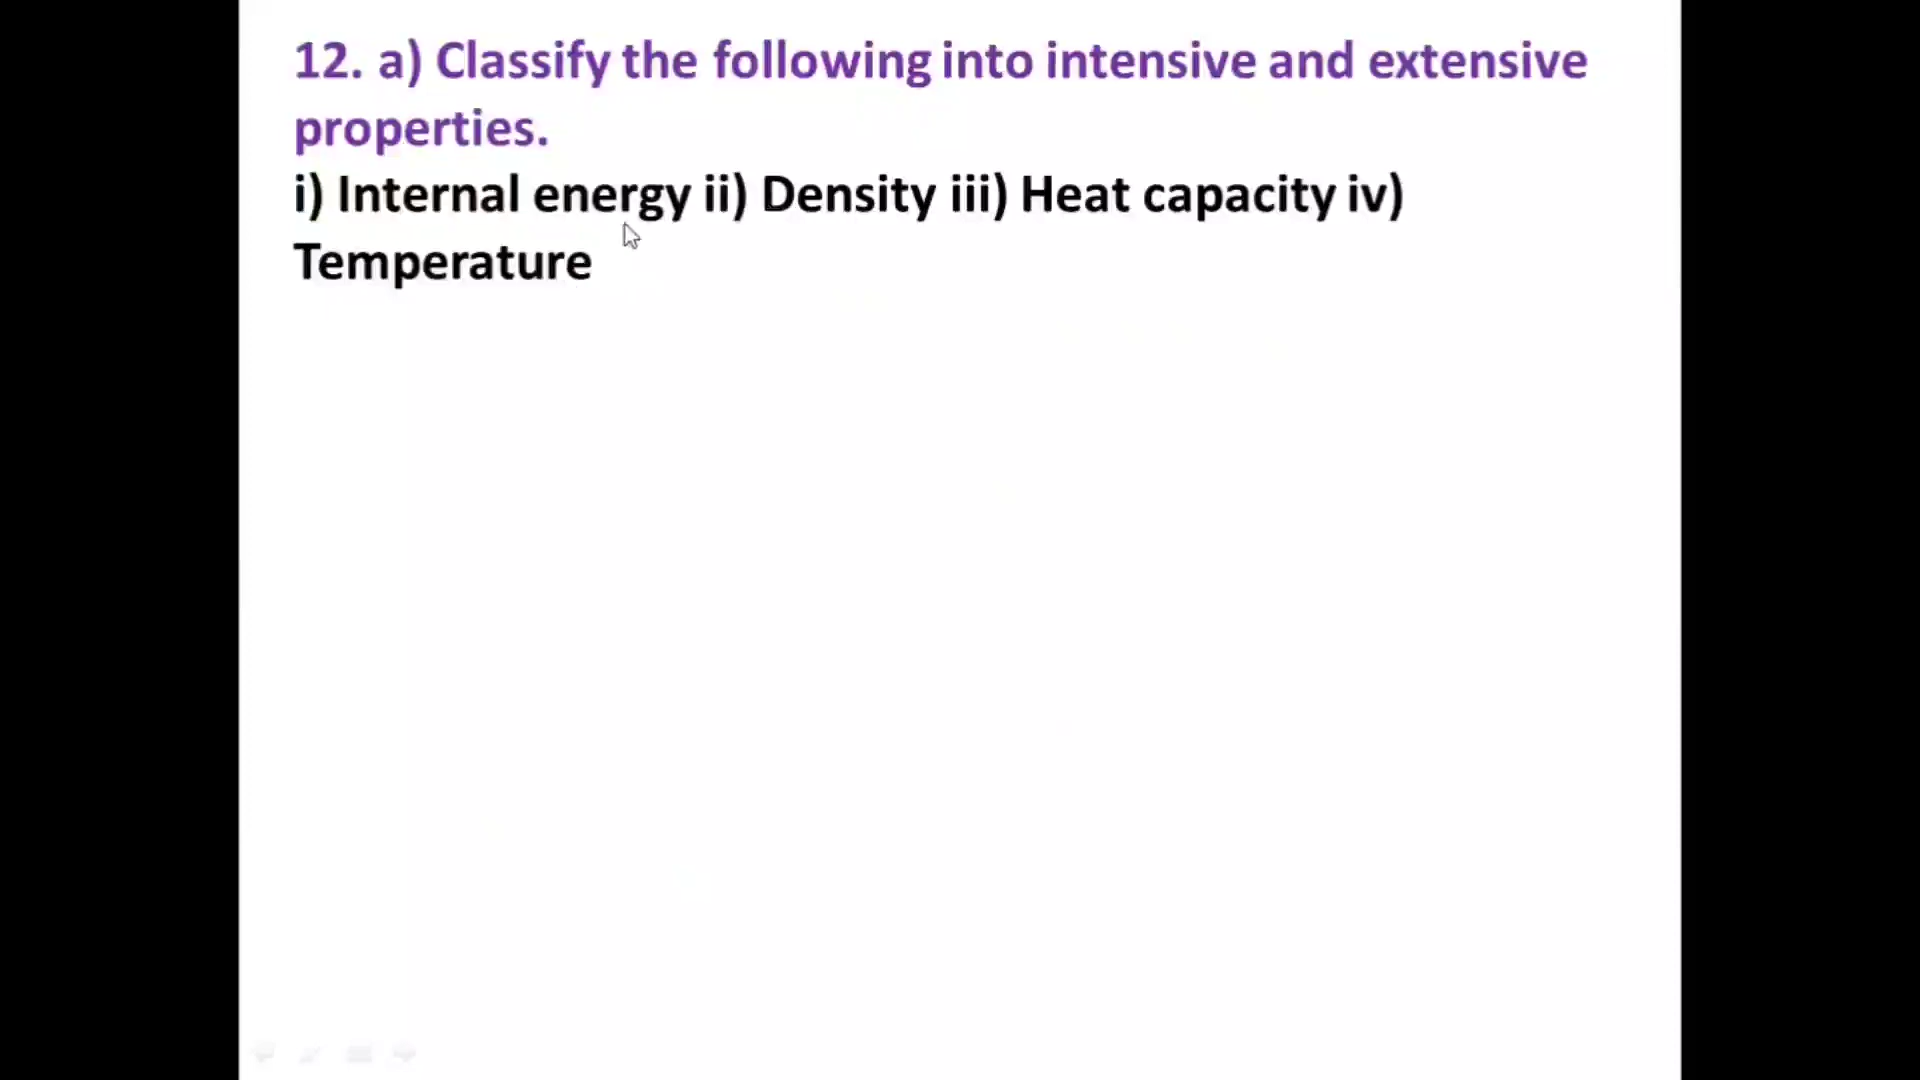 12. a) Classify the following into intensive and extensive
properties.
i) Internal energy ii) Density iii) Heat capacity iv)
Temperature